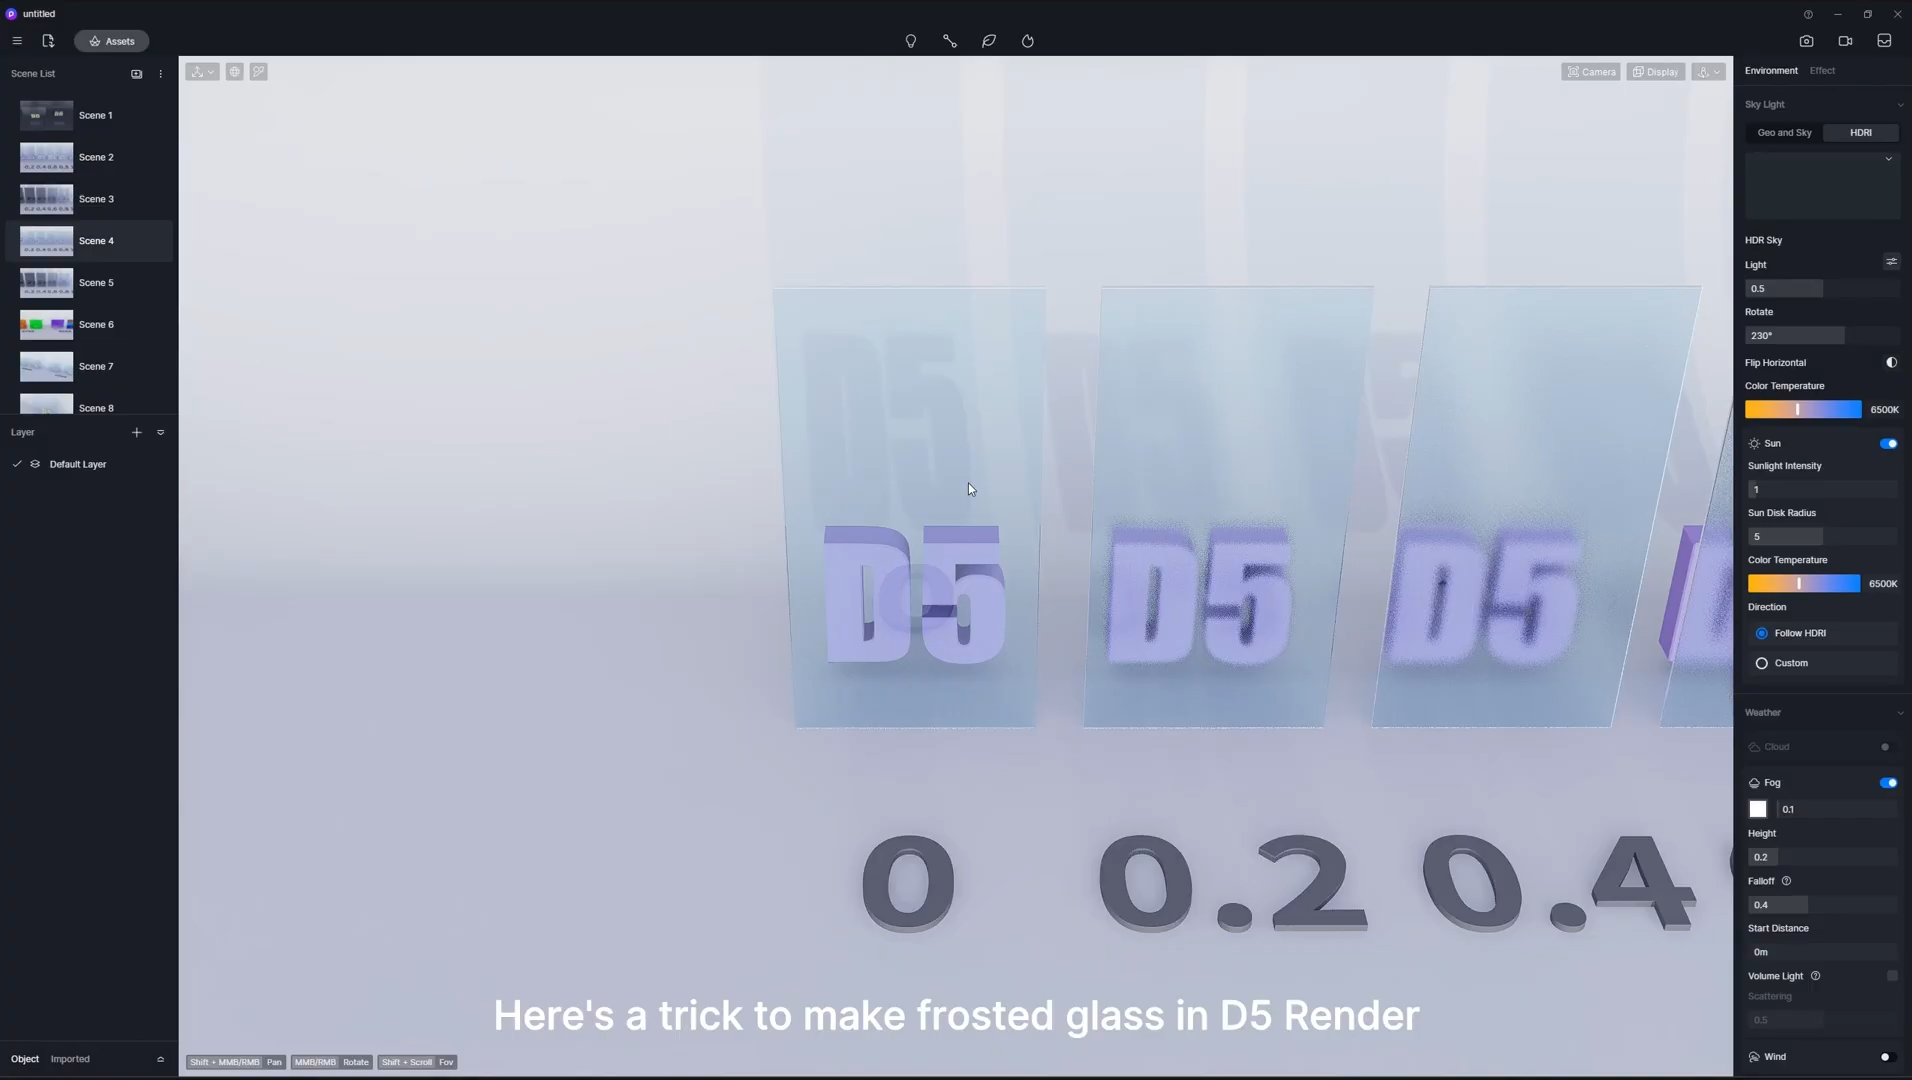 untitled
Assets
Scene List
Scene 1
Scene 2
Scene 3
Scene 4
Scene 5
Scene 6
Scene 7
Scene 8
Layer
Default Layer
Object Imported
Camera Display
D5
D5 D5 D5
0 0.2 0.4
Here's a trick to make frosted glass in D5 Render
Shift + MMB/RMB Pan MMB/RMB Rotate Shift + Scroll Fov
Environment Effect
Sky Light
Geo and Sky HDRI
HDR Sky
Light
0.5
Rotate
230°
Flip Horizontal
Color Temperature
6500K
Sun
Sunlight Intensity
1
Sun Disk Radius
5
Color Temperature
6500K
Direction
Follow HDRI
Custom
Weather
Cloud
Fog
0.1
Height
0.2
Falloff
0.4
Start Distance
0m
Volume Light
Scattering
0.5
Wind